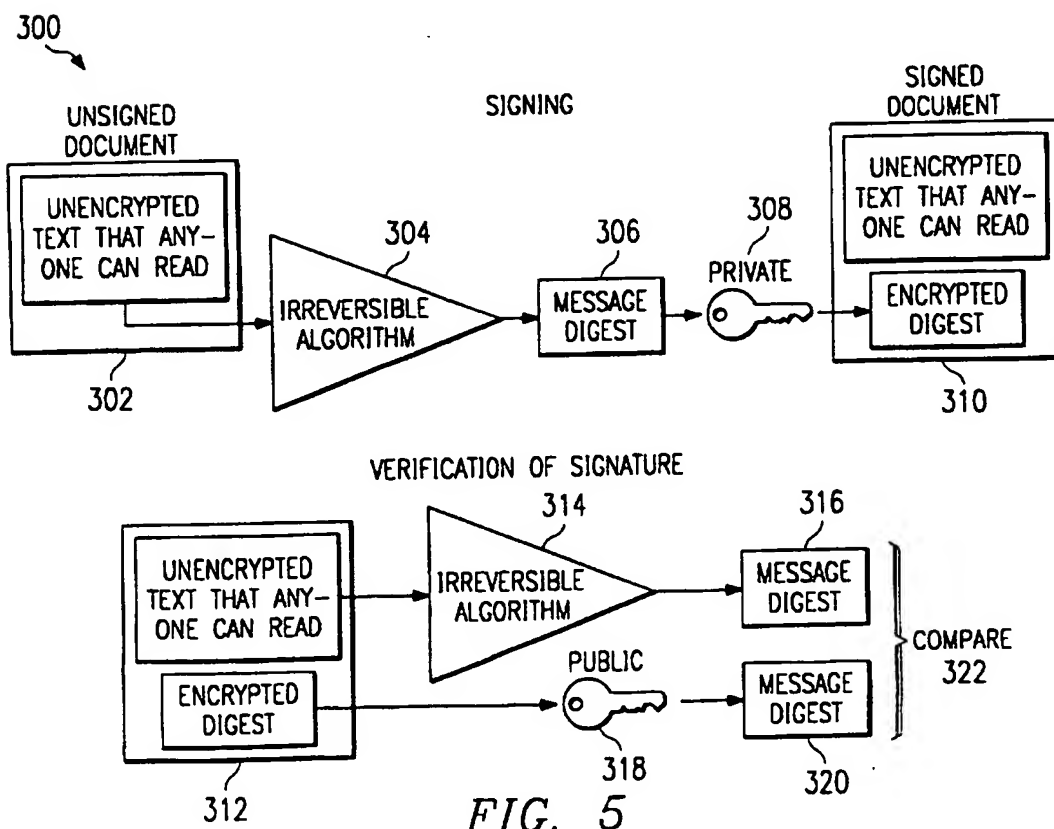 300
UNSIGNED
DOCUMENT
UNENCRYPTED
TEXT THAT ANY-
ONE CAN READ
302
SIGNING
304
IRREVERSIBLE
ALGORITHM
306
MESSAGE
DIGEST
308
PRIVATE
SIGNED
DOCUMENT
UNENCRYPTED
TEXT THAT ANY-
ONE CAN READ
ENCRYPTED
DIGEST
310
VERIFICATION OF SIGNATURE
UNENCRYPTED
TEXT THAT ANY-
ONE CAN READ
ENCRYPTED
DIGEST
312
314
IRREVERSIBLE
ALGORITHM
316
MESSAGE
DIGEST
PUBLIC
318
MESSAGE
DIGEST
320
COMPARE
322
FIG. 5